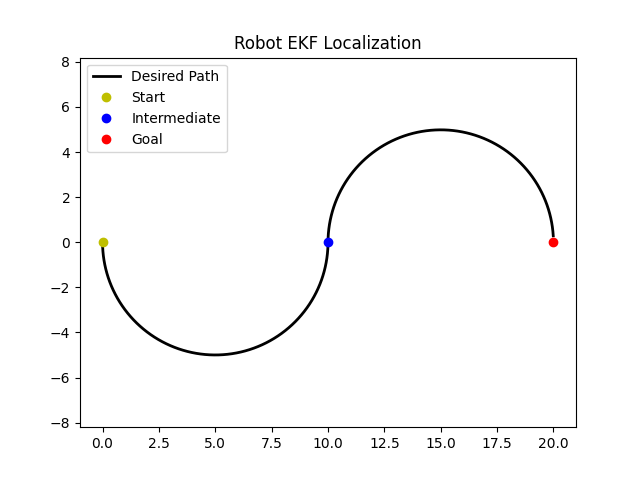 Robot EKF Localization
Desired Path
Start
Intermediate
Goal
8
6
4
2
0
−2
−4
−6
−8
0.0 2.5 5.0 7.5 10.0 12.5 15.0 17.5 20.0